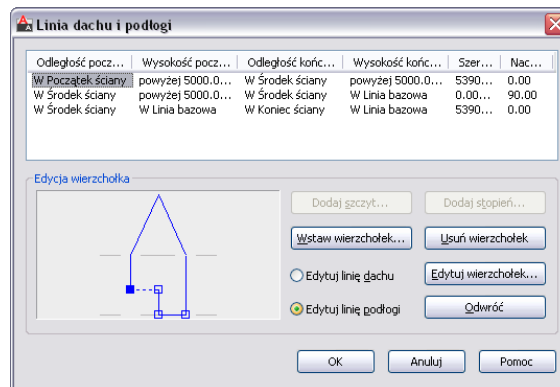 Linia dachu i podłogi
Odległość pocz... Wysokość pocz... Odległość końc... Wysokość końc... Szer... Nac...
W Początek ściany powyżej 5000.0... W Środek ściany powyżej 5000.0... 5390... 0.00
W Środek ściany powyżej 5000.0... W Środek ściany W Linia bazowa 0.00... 90.00
W Środek ściany W Linia bazowa W Koniec ściany W Linia bazowa 5390... 0.00
Edycja wierzchołka
Dodaj szczyt... Dodaj stopień...
Wstaw wierzchołek... Usuń wierzchołek
Edytuj linię dachu Edytuj wierzchołek...
Edytuj linię podłogi Odwróć
OK Anuluj Pomoc